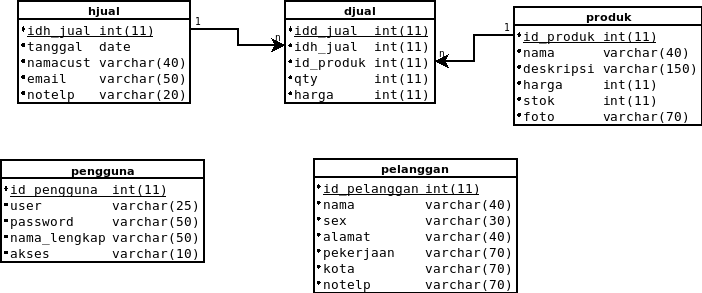 hjual
idh_jual int(11)
tanggal date
namacust varchar(40)
email varchar(50)
notelp varchar(20)
1
n
djual
idd_jual int(11)
idh_jual int(11)
id_produk int(11)
qty int(11)
harga int(11)
n
1
produk
id_produk int(11)
nama varchar(40)
deskripsi varchar(150)
harga int(11)
stok int(11)
foto varchar(70)
pengguna
id_pengguna int(11)
user varchar(25)
password varchar(50)
nama_lengkap varchar(50)
akses varchar(10)
pelanggan
id_pelanggan int(11)
nama varchar(40)
sex varchar(30)
alamat varchar(40)
pekerjaan varchar(70)
kota varchar(70)
notelp varchar(70)